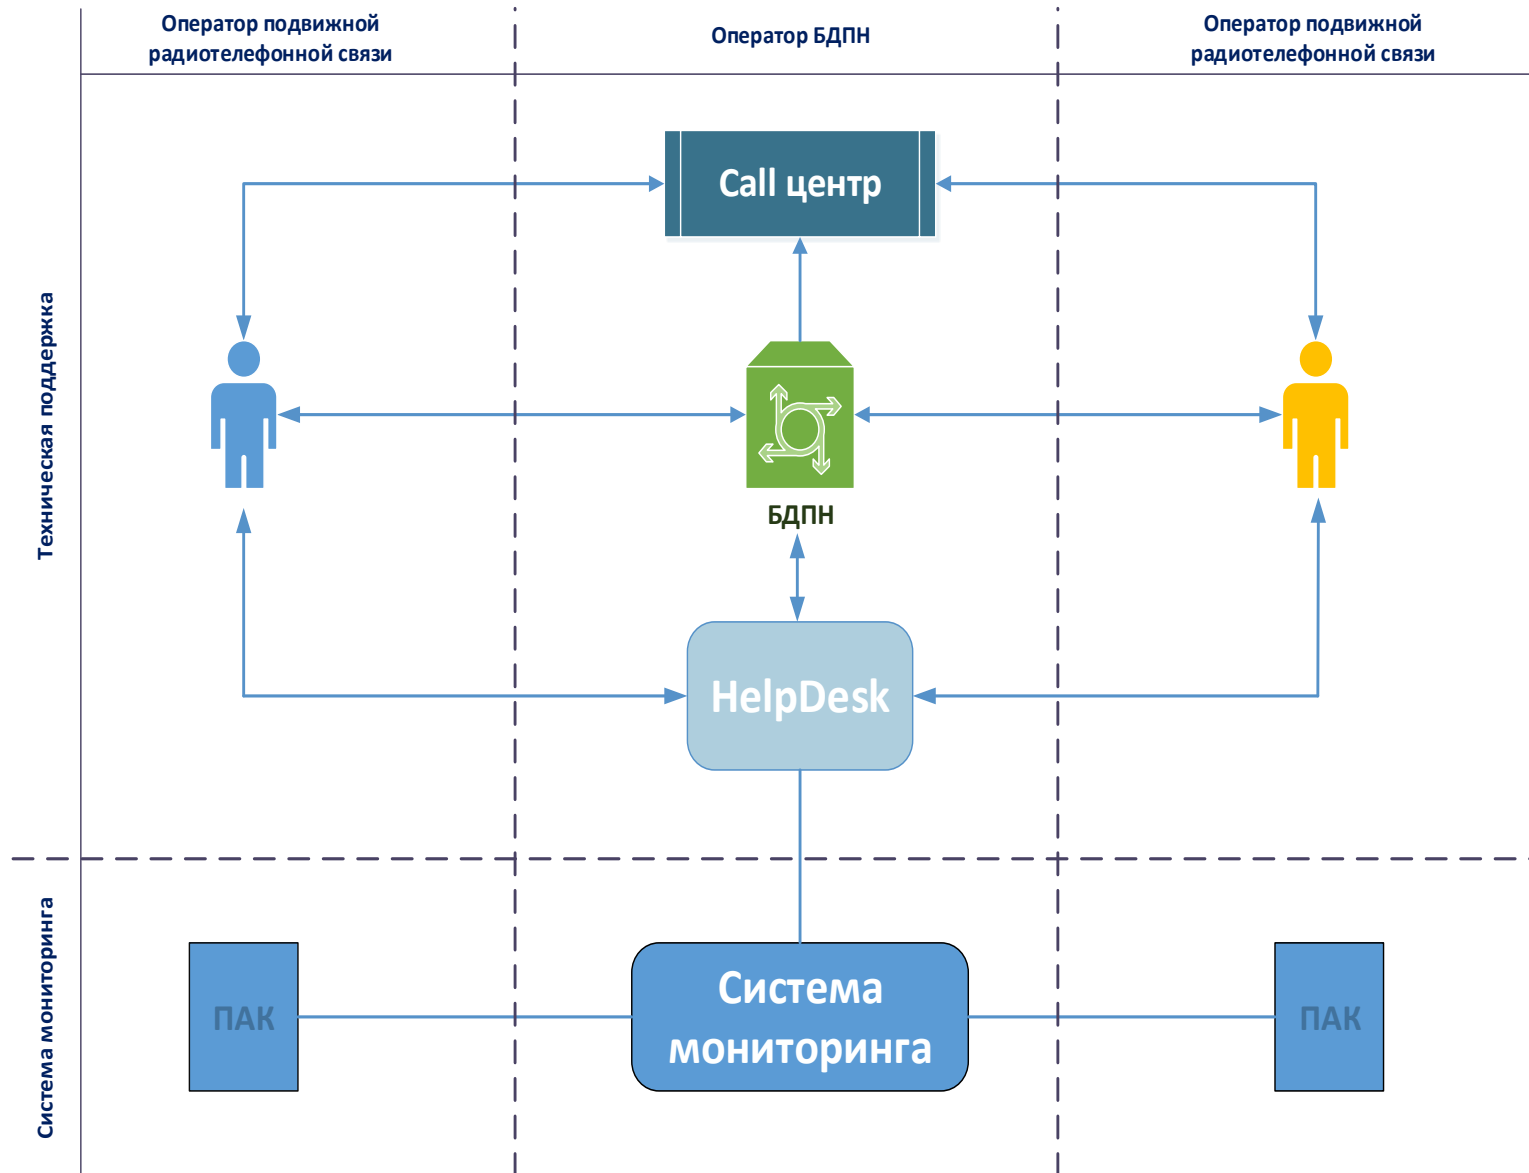 Оператор подвижной
радиотелефонной связи
Оператор БДПН
Оператор подвижной
радиотелефонной связи
Техническая поддержка
Call центр
БДПН
HelpDesk
Система мониторинга
ПАК
Система
мониторинга
ПАК